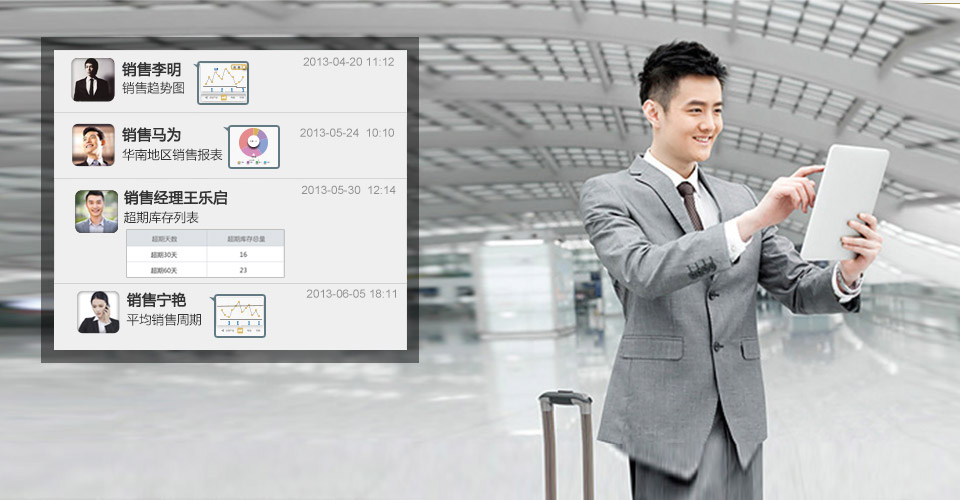 销售李明
2013-04-20 11:12
销售趋势图
销售马为
2013-05-24 10:10
华南地区销售报表
销售经理王乐启
2013-05-30 12:14
超期库存列表
超期天数 超期库存总量
超期30天 16
超期60天 23
销售宁艳
2013-06-05 18:11
平均销售周期